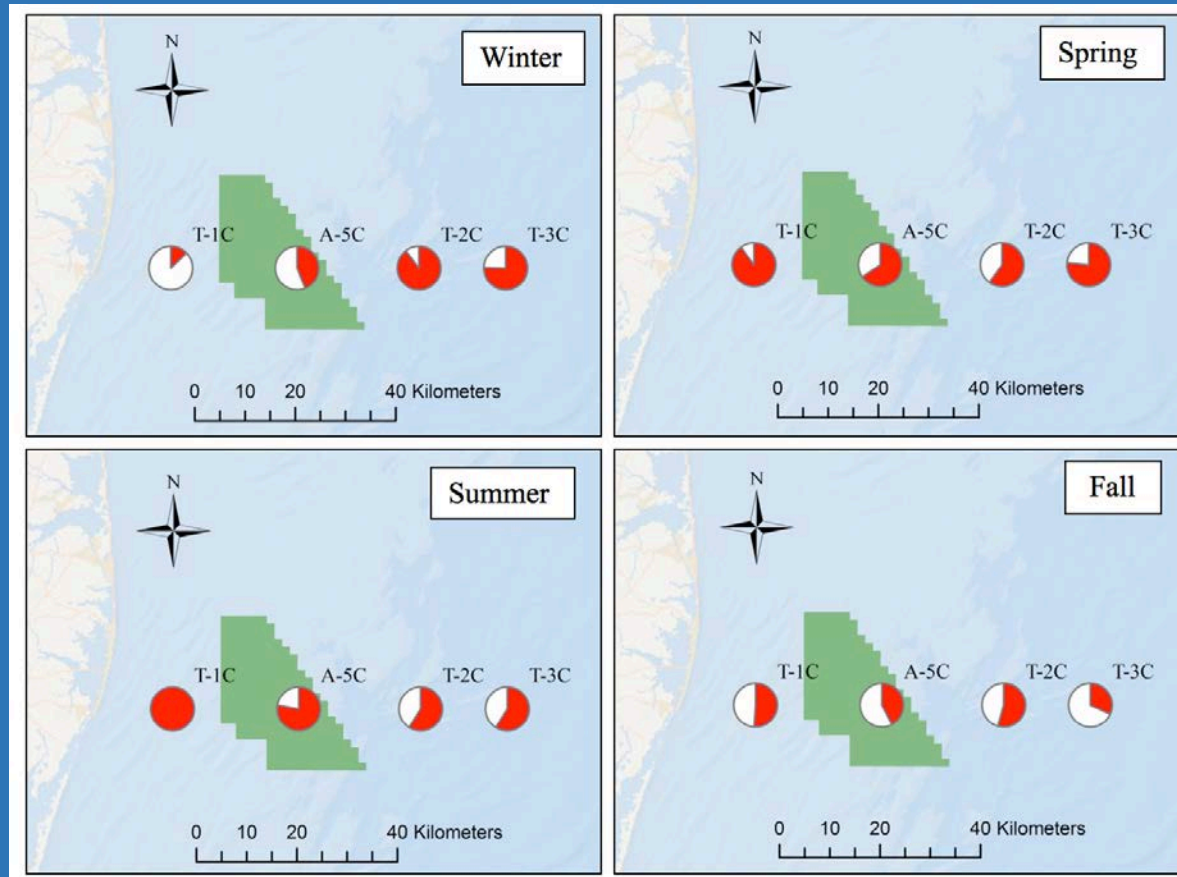 N
Winter
T-1C A-5C T-2C T-3C
0 10 20 40 Kilometers
N
Spring
T-1C A-5C T-2C T-3C
0 10 20 40 Kilometers
N
Summer
T-1C A-5C T-2C T-3C
0 10 20 40 Kilometers
N
Fall
T-1C A-5C T-2C T-3C
0 10 20 40 Kilometers